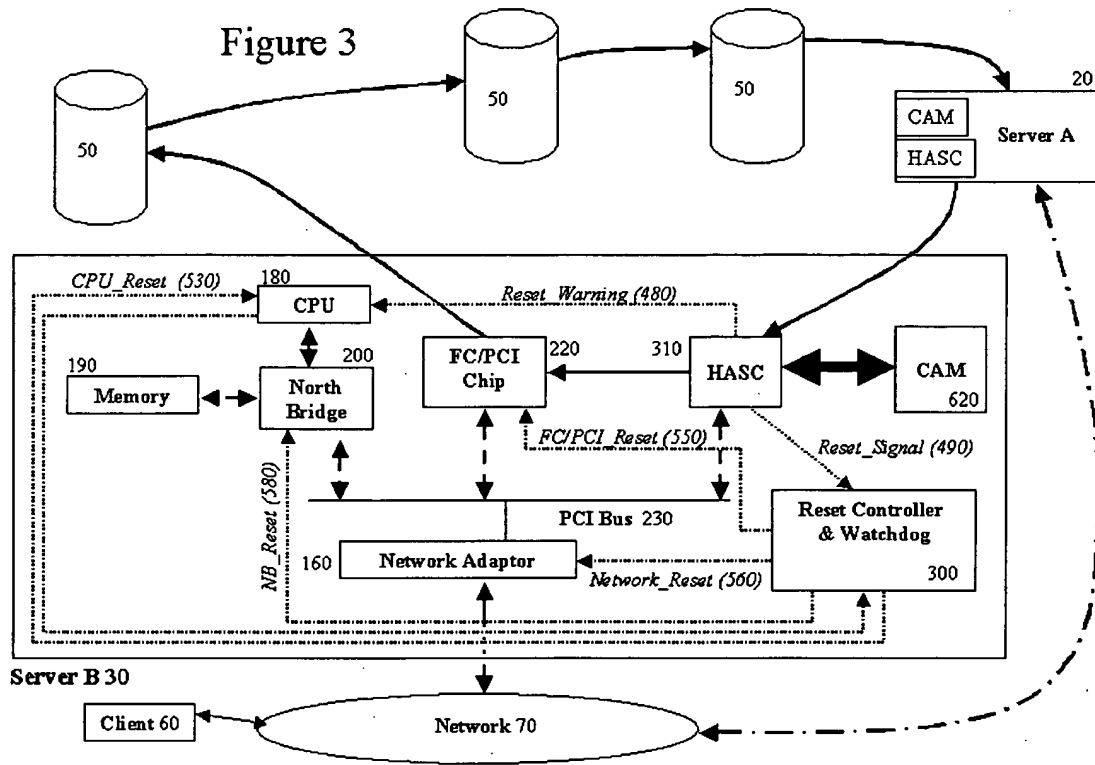 Figure 3
50
50
50
20
CAM
HASC
Server A
CPU_Reset (530)
180
CPU
Reset_Warning (480)
190
Memory
200
North
Bridge
FC/PCI
Chip
220
310
HASC
CAM
620
FC/PCI_Reset (550)
Reset_Signal (490)
NB_Reset (580)
PCI Bus 230
Reset Controller
& Watchdog
300
160
Network Adaptor
Network_Reset (560)
Server B 30
Client 60
Network 70